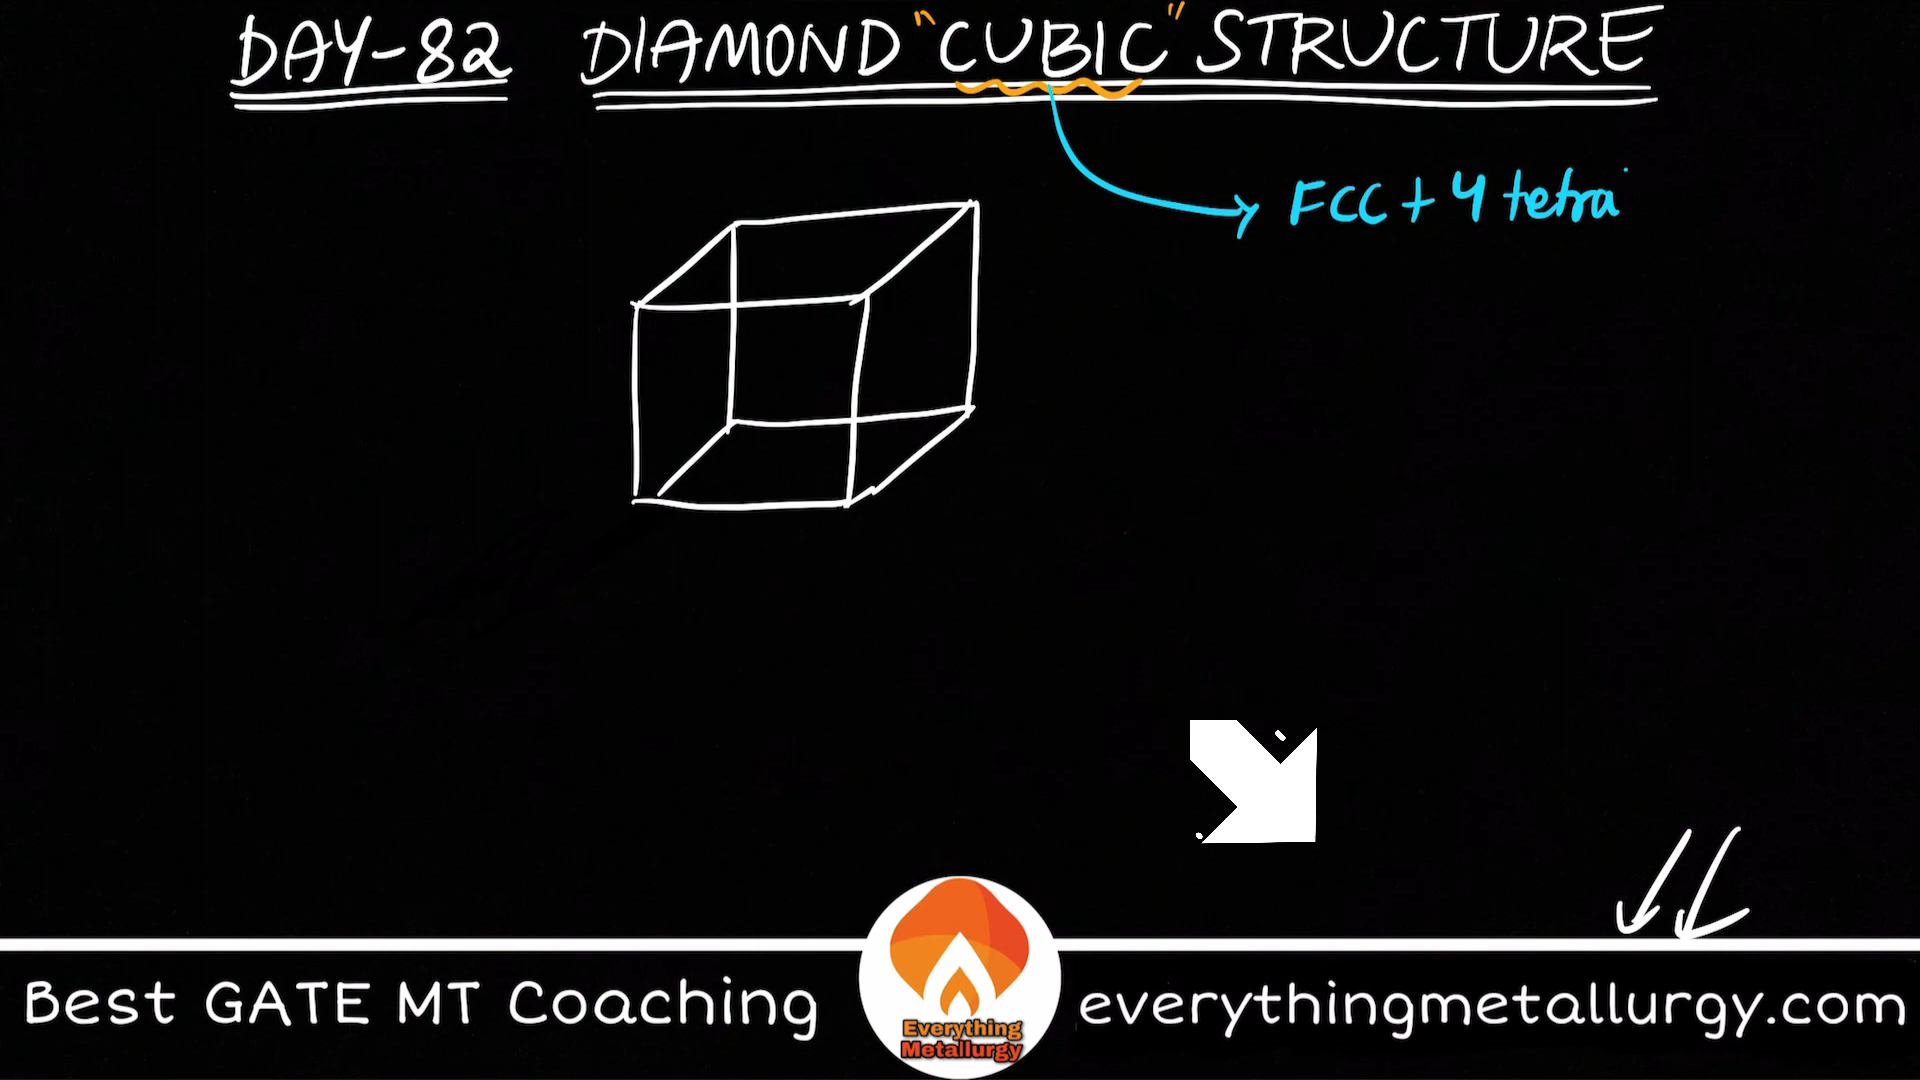 DAY-82 DIAMOND "CUBIC" STRUCTURE
FCC + 4 tetra
Best GATE MT Coaching
Everything
Metallurgy
everythingmetallurgy.com